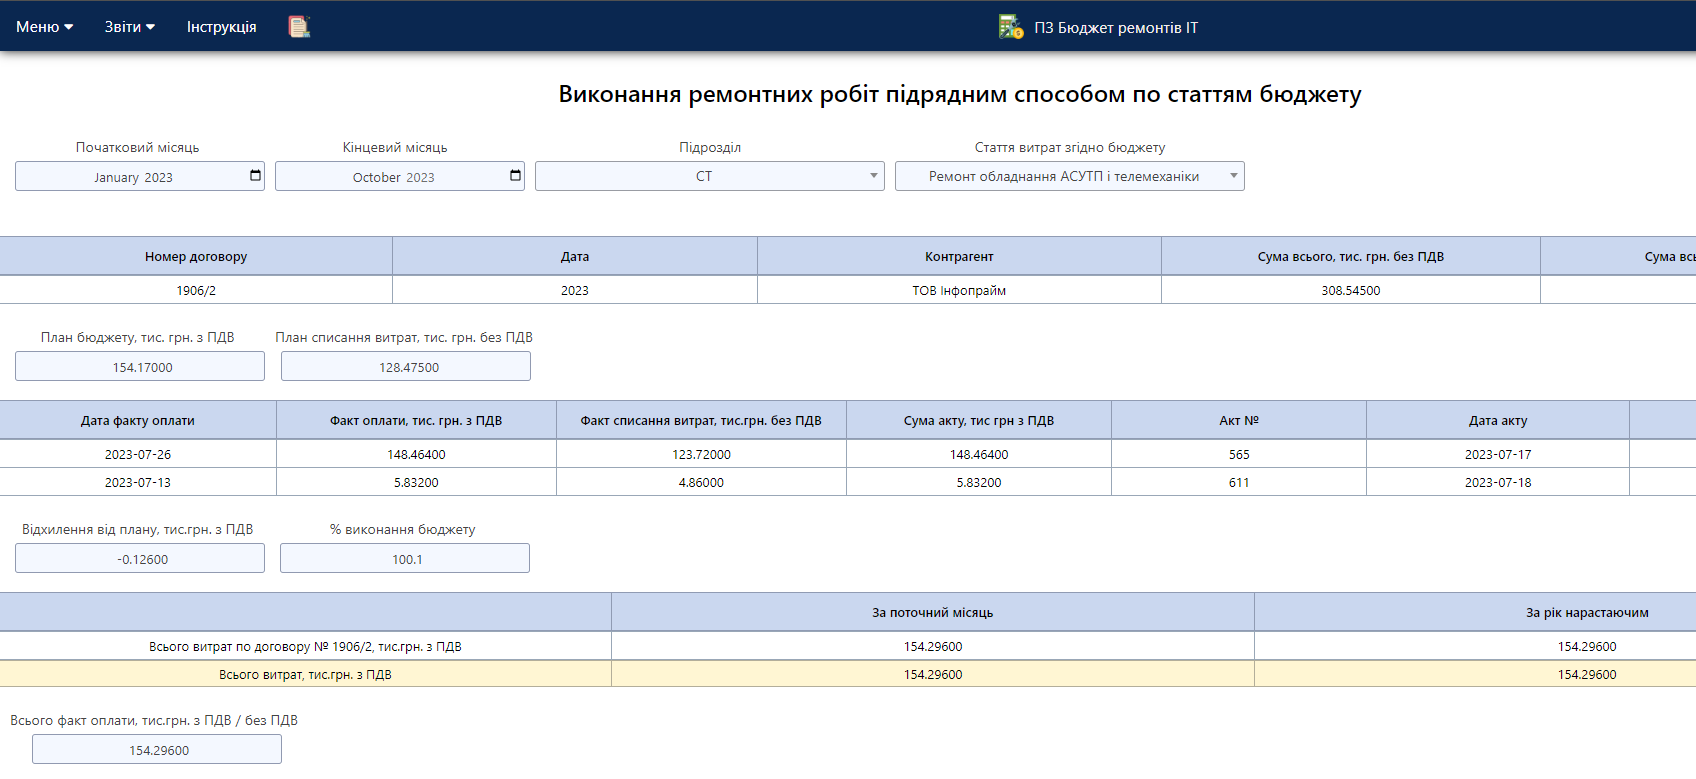 Меню Звіти Інструкція ПЗ Бюджет ремонтів ІТ
Виконання ремонтних робіт підрядним способом по статтям бюджету
Початковий місяць Кінцевий місяць Підрозділ Стаття витрат згідно бюджету
January 2023 October 2023 СТ Ремонт обладнання АСУТП і телемеханіки
Номер договору Дата Контрагент Сума всього, тис. грн. без ПДВ Сума
1906/2 2023 ТОВ Інфопрайм 308.54500
План бюджету, тис. грн. з ПДВ План списання витрат, тис. грн. без ПДВ
154.17000 128.47500
Дата факту оплати Факт оплати, тис. грн. з ПДВ Факт списання витрат, тис.грн. без ПДВ Сума акту, тис грн з ПДВ Акт № Дата акту
2023-07-26 148.46400 123.72000 148.46400 565 2023-07-17
2023-07-13 5.83200 4.86000 5.83200 611 2023-07-18
Відхилення від плану, тис.грн. з ПДВ % виконання бюджету
-0.12600 100.1
За поточний місяць За рік нарастаючим
Всього витрат по договору № 1906/2, тис.грн. з ПДВ 154.29600 154.29600
Всього витрат, тис.грн. з ПДВ 154.29600 154.29600
Всього факт оплати, тис.грн. з ПДВ / без ПДВ
154.29600